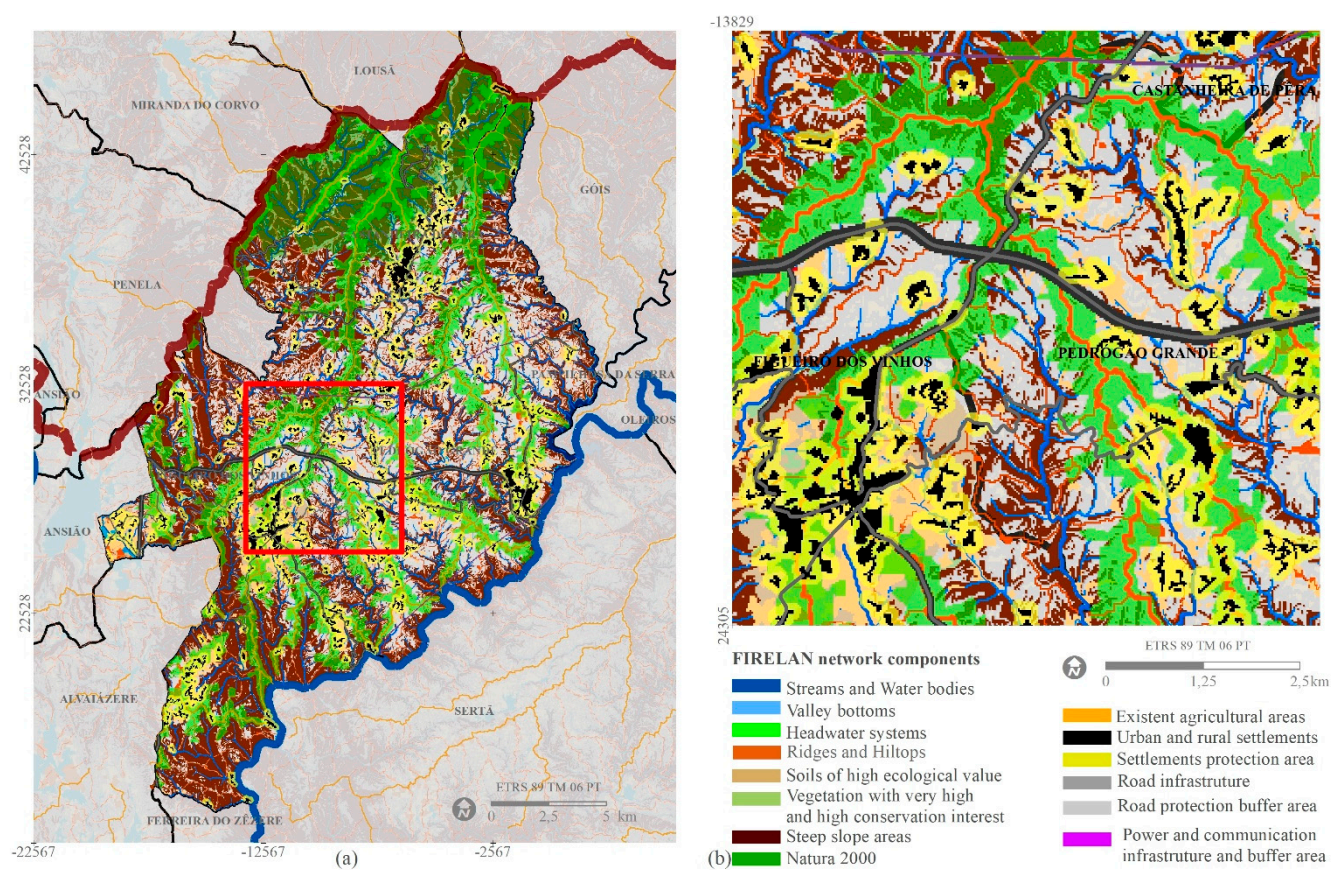 -13829
LOUSÃ
MIRANDA DO CORVO
CASTANHEIRA DE PERA
42528
GÓIS
PENELA
FIGUEIRÓ DOS VINHOS
PEDRÓGÃO GRANDE
32528
ANSIÃO
DA SERRA
OLEIROS
ANSIÃO
22528
24305
ALVAIÁZERE
SERTÃ
ETRS 89 TM 06 PT
0 2,5 5 km
FERREIRA DO ZÊZERE
-22567
-12567
-2567
(a)
(b)
FIRELAN network components
Streams and Water bodies
Valley bottoms
Headwater systems
Ridges and Hiltops
Soils of high ecological value
Vegetation with very high
and high conservation interest
Steep slope areas
Natura 2000
ETRS 89 TM 06 PT
N
0 1,25 2,5km
Existent agricultural areas
Urban and rural settlements
Settlements protection area
Road infrastruture
Road protection buffer area
Power and communication
infrastruture and buffer area